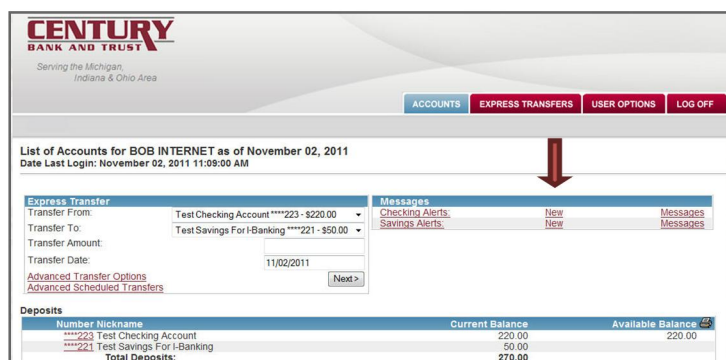 CENTURY
BANK AND TRUST
Serving the Michigan,
Indiana & Ohio Area
ACCOUNTS EXPRESS TRANSFERS USER OPTIONS LOG OFF
List of Accounts for BOB INTERNET as of November 02, 2011
Date Last Login: November 02, 2011 11:09:00 AM
Express Transfer
Transfer From: Test Checking Account ****223 - $220.00
Transfer To: Test Savings For I-Banking ****221 - $50.00
Transfer Amount:
Transfer Date: 11/02/2011
Advanced Transfer Options Next >
Advanced Scheduled Transfers
Messages
Checking Alerts: New Messages
Savings Alerts: New Messages
Deposits
Number Nickname Current Balance Available Balance
****223 Test Checking Account 220.00 220.00
****221 Test Savings For I-Banking 50.00
Total Deposits: 270.00